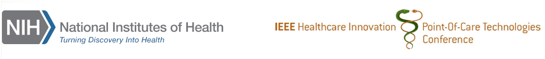 NIH National Institutes of Health
Turning Discovery Into Health
IEEE Healthcare Innovation Point-Of-Care Technologies
Conference